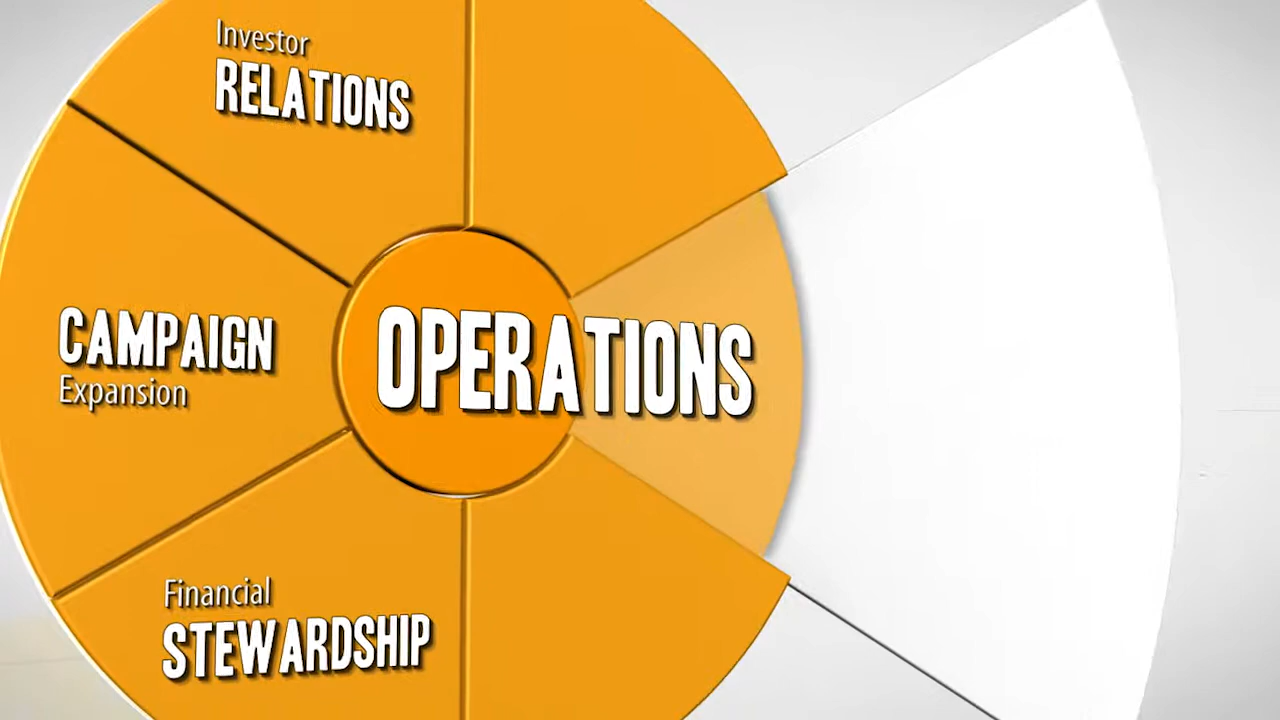 Investor
RELATIONS
CAMPAIGN
Expansion
OPERATIONS
Financial
STEWARDSHIP